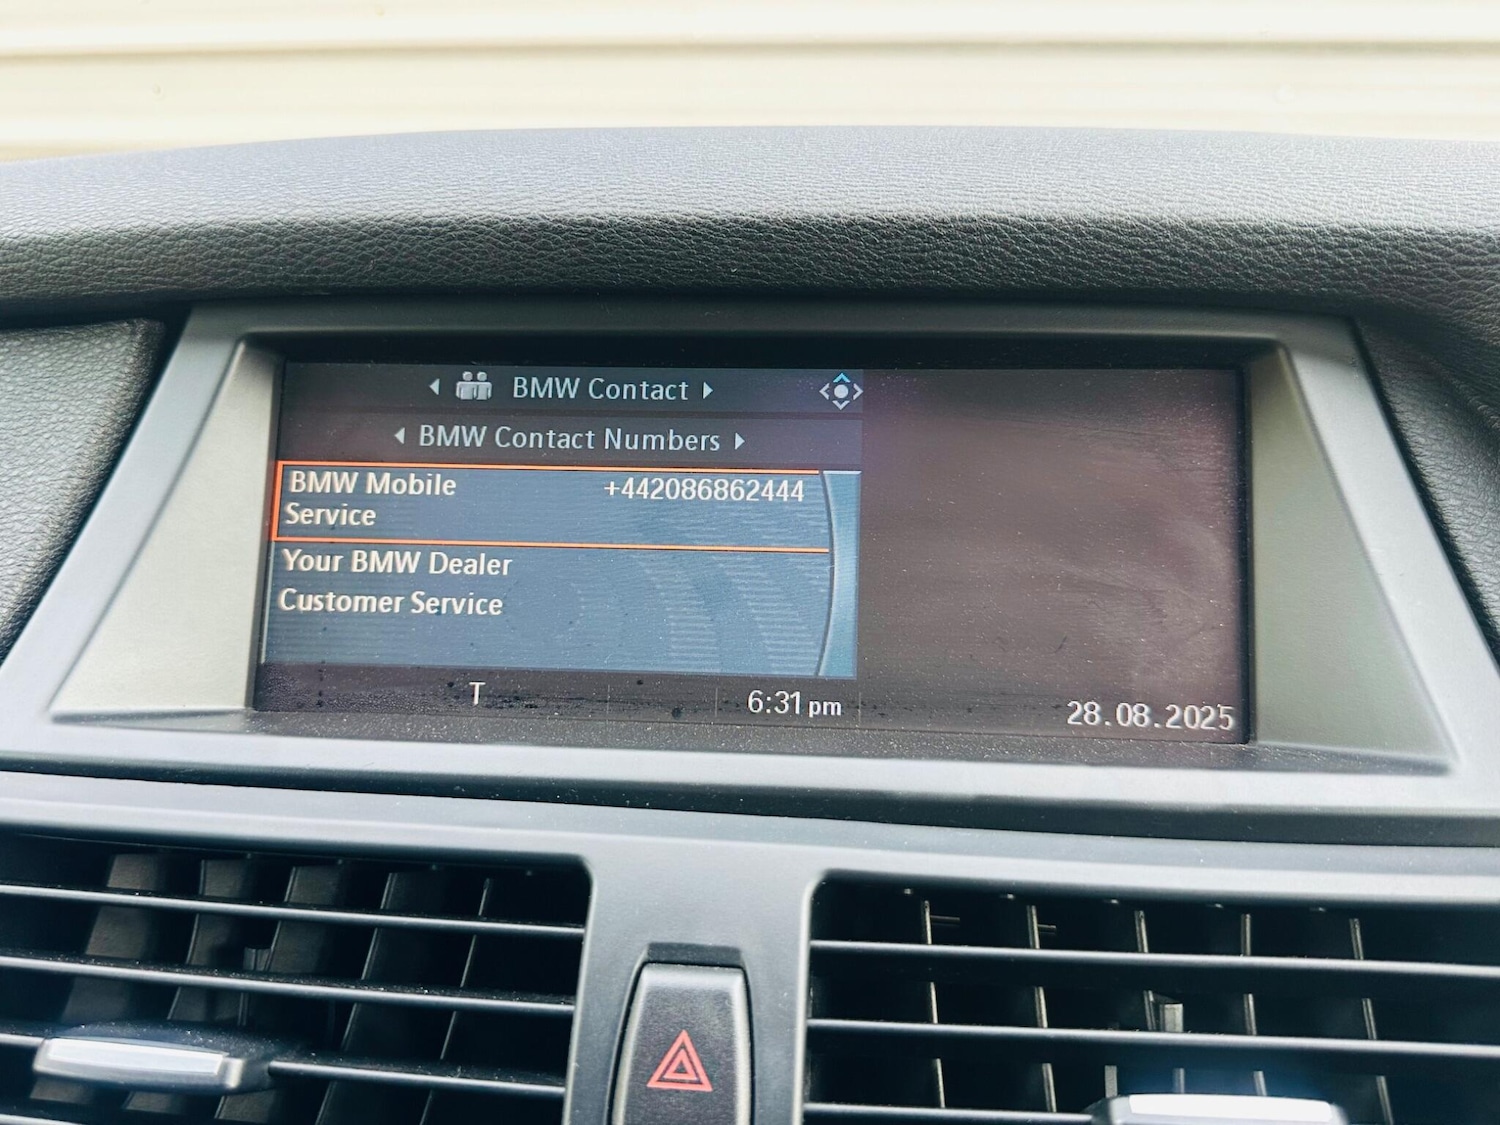 BMW Contact
BMW Contact Numbers
BMW Mobile +442086862444
Service
Your BMW Dealer
Customer Service
T 6:31 pm 28.08.2025